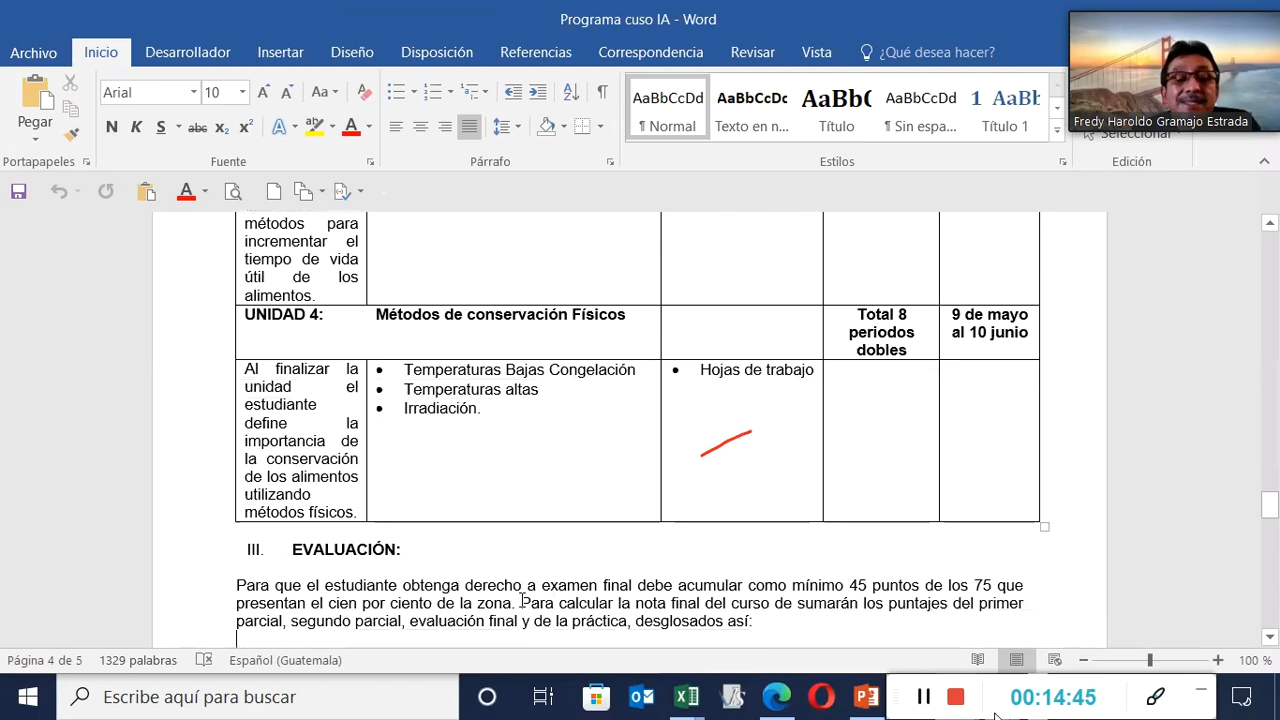 Programa cuso IA - Word
Archivo Inicio Desarrollador Insertar Diseño Disposición Referencias Correspondencia Revisar Vista ¿Qué desea hacer?
Fredy Haroldo Gramajo Estrada
Pegar
Arial 10 Aa
N K S abc x₂ x² A A
AaBbCcDd AaBbCcDc AaBbC AaBbCcDd 1 AaBb
¶ Normal Texto en n... Título ¶ Sin espa... Título 1
Seleccionar
Portapapeles Fuente Párrafo Estilos Edición
métodos para
incrementar el
tiempo de vida
útil de los
alimentos.
UNIDAD 4: Métodos de conservación Físicos Total 8 periodos dobles 9 de mayo al 10 junio
Al finalizar la
unidad el
estudiante
define la
importancia de
la conservación
de los alimentos
utilizando
métodos físicos.
• Temperaturas Bajas Congelación
• Temperaturas altas
• Irradiación.
• Hojas de trabajo
III. EVALUACIÓN:
Para que el estudiante obtenga derecho a examen final debe acumular como mínimo 45 puntos de los 75 que
presentan el cien por ciento de la zona. Para calcular la nota final del curso de sumarán los puntajes del primer
parcial, segundo parcial, evaluación final y de la práctica, desglosados así:
Página 4 de 5 1329 palabras Español (Guatemala) 100 %
Escribe aquí para buscar
00:14:45